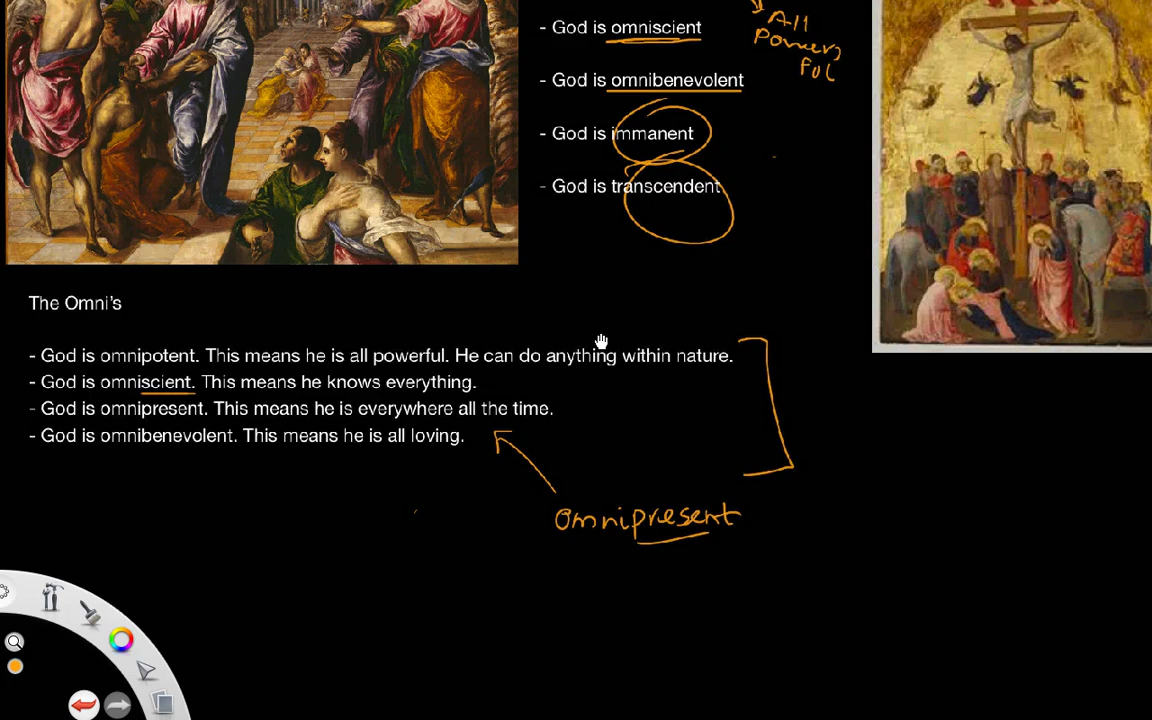 - God is omniscient
- God is omnibenevolent
- God is immanent
- God is transcendent
All
Power,
ful
The Omni's
- God is omnipotent. This means he is all powerful. He can do anything within nature.
- God is omniscient. This means he knows everything.
- God is omnipresent. This means he is everywhere all the time.
- God is omnibenevolent. This means he is all loving.
omnipresent